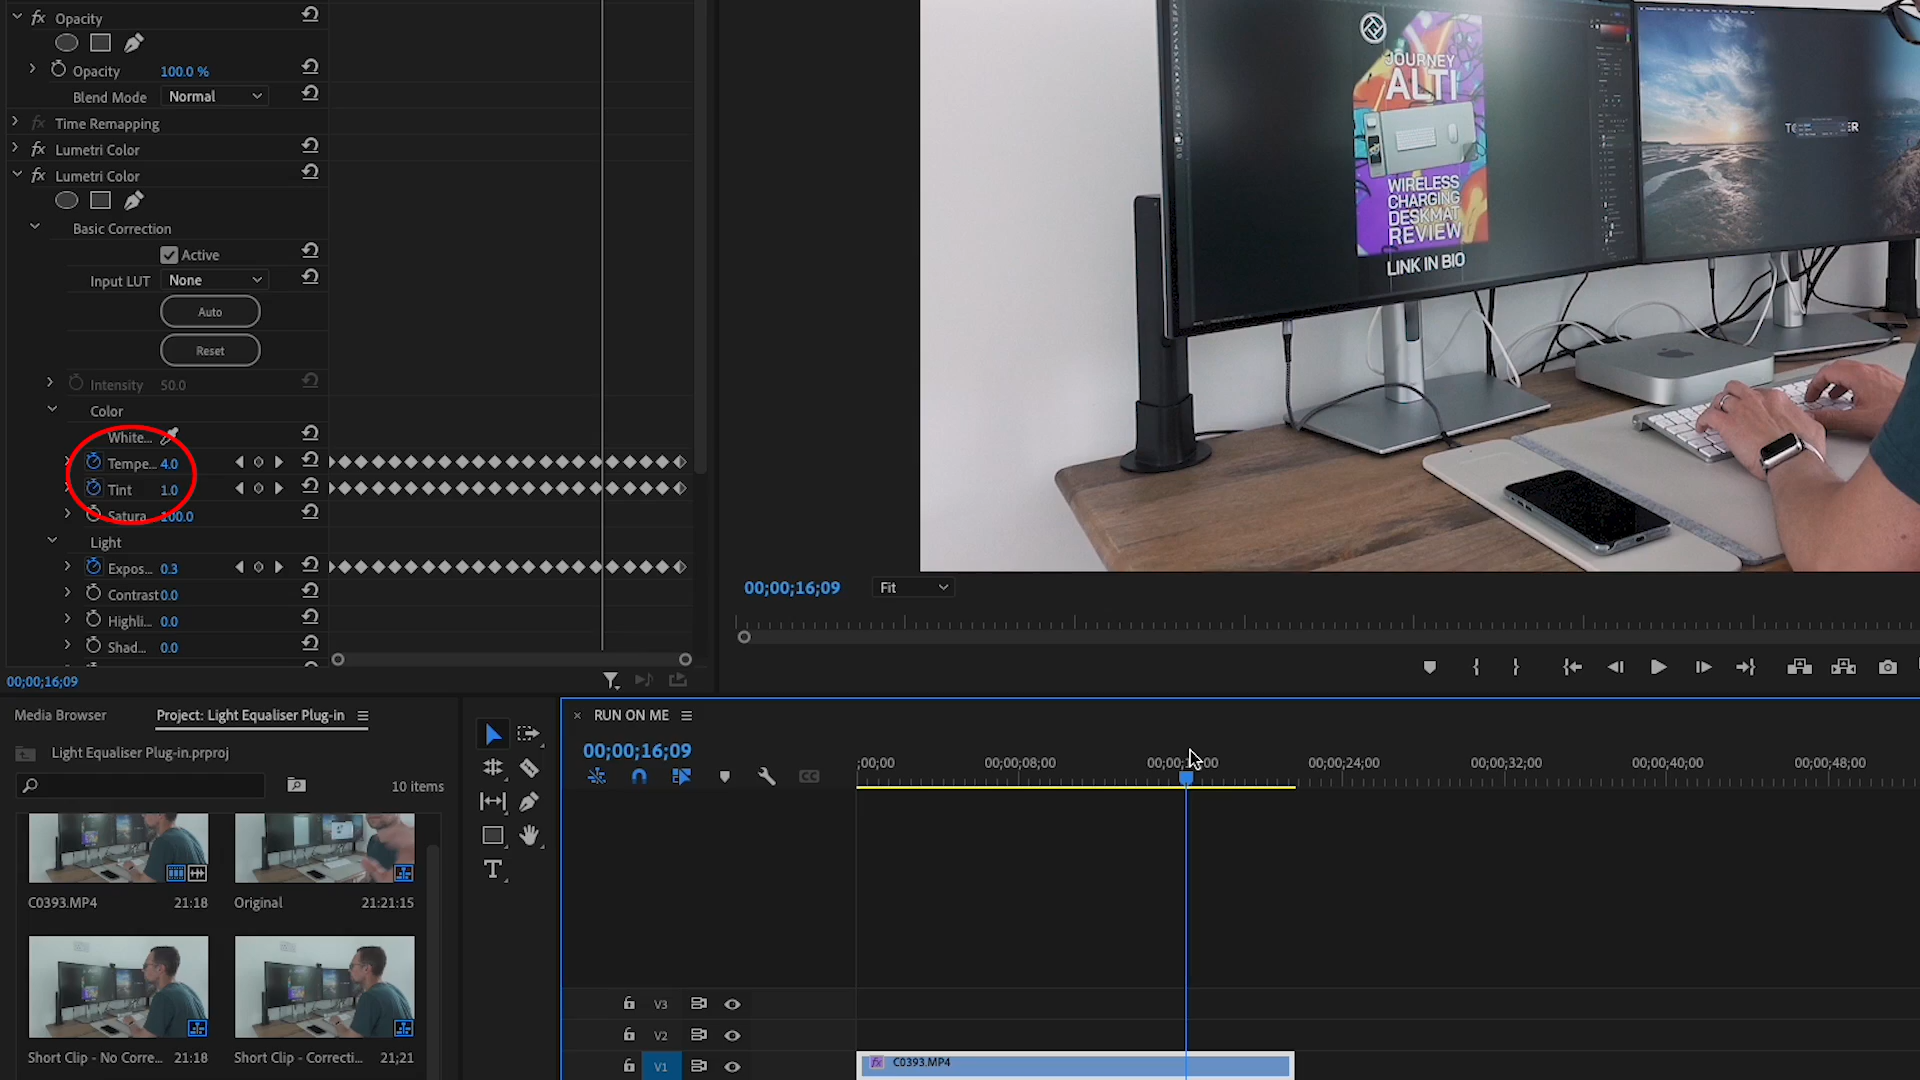 fx Opacity
Opacity 100.0 %
Blend Mode Normal
fx Time Remapping
fx Lumetri Color
fx Lumetri Color
Basic Correction
Active
Input LUT None
Auto
Reset
Intensity 50.0
Color
White...
Tempe... 4.0
Tint 1.0
Satura 100.0
Light
Expos... 0.3
Contrast 0.0
Highli... 0.0
Shad... 0.0
00;00;16;09
JOURNEY
ALTI
WIRELESS
CHARGING
DESKMAT
REVIEW
LINK IN BIO
00;00;16;09 Fit
Media Browser Project: Light Equaliser Plug-in
Light Equaliser Plug-in.prproj
10 items
C0393.MP4 21:18
Original 21:21:15
Short Clip - No Corre... 21:18
Short Clip - Correcti... 21;21
T
× RUN ON ME
00;00;16;09
CC
;00;00 00;00;08;00 00;00;24;00 00;00;32;00 00;00;40;00 00;00;48;00
V3
V2
V1
fx C0393.MP4